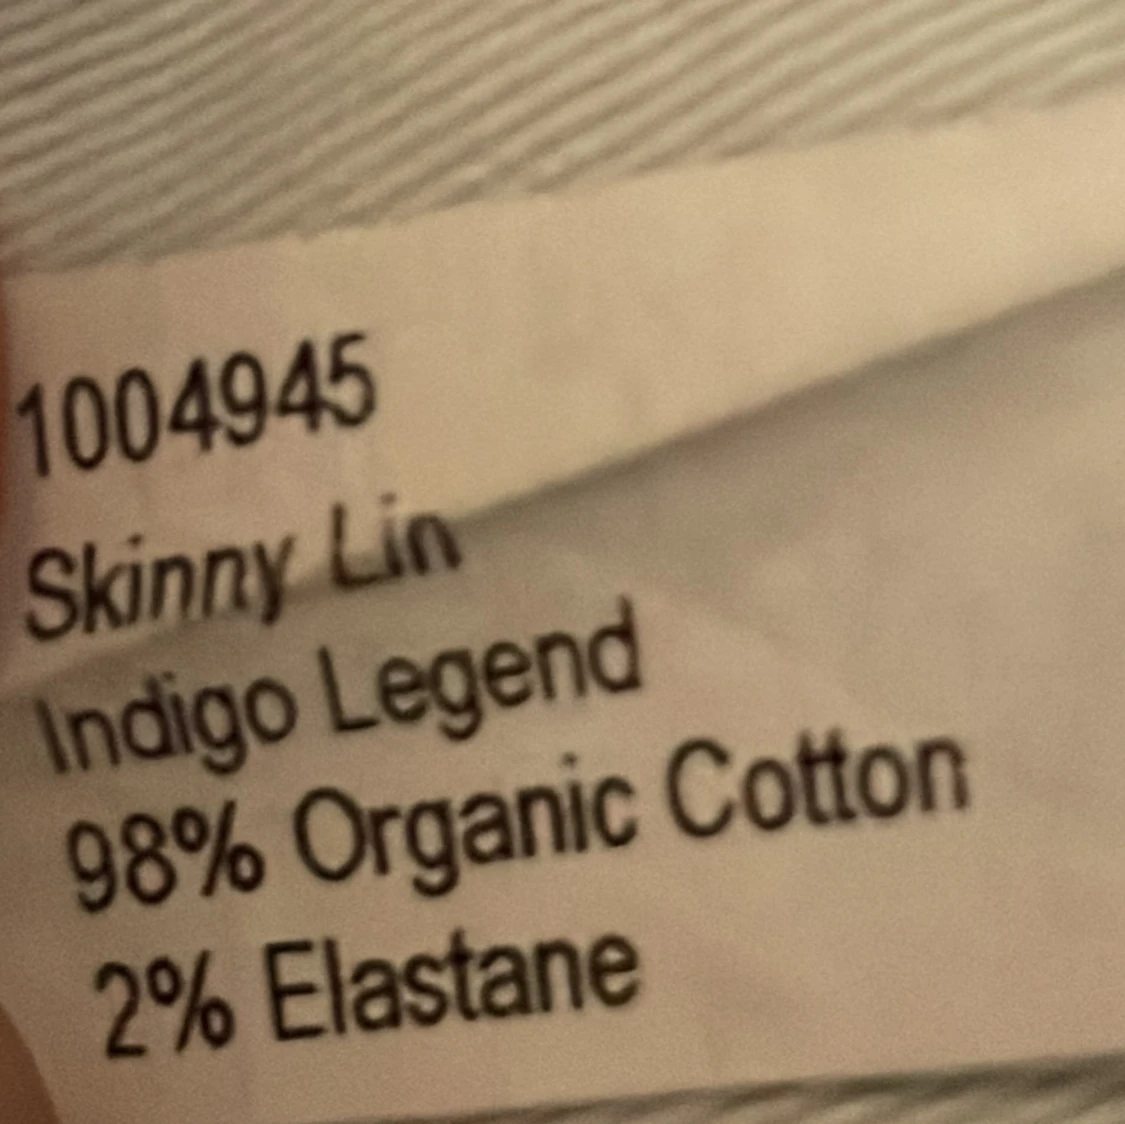 1004945
Skinny Lin
Indigo Legend
98% Organic Cotton
2% Elastane